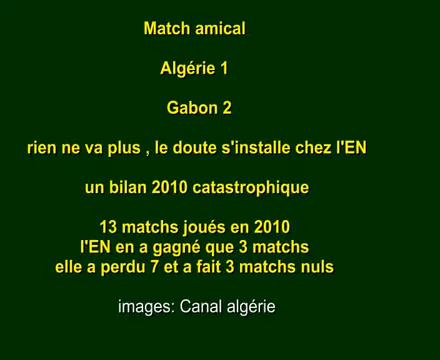 Match amical
Algérie 1
Gabon 2
rien ne va plus , le doute s'installe chez l'EN
un bilan 2010 catastrophique
13 matchs joués en 2010
l'EN en a gagné que 3 matchs
elle a perdu 7 et a fait 3 matchs nuls
images: Canal algérie